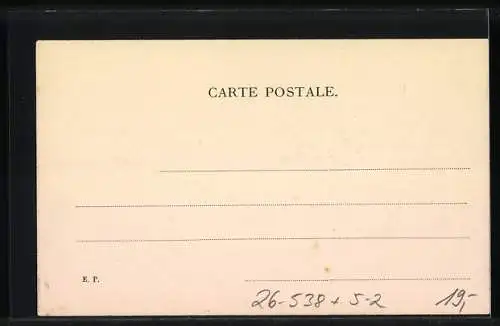 CARTE POSTALE.
E. P.
26-538 + 5-2 19,-